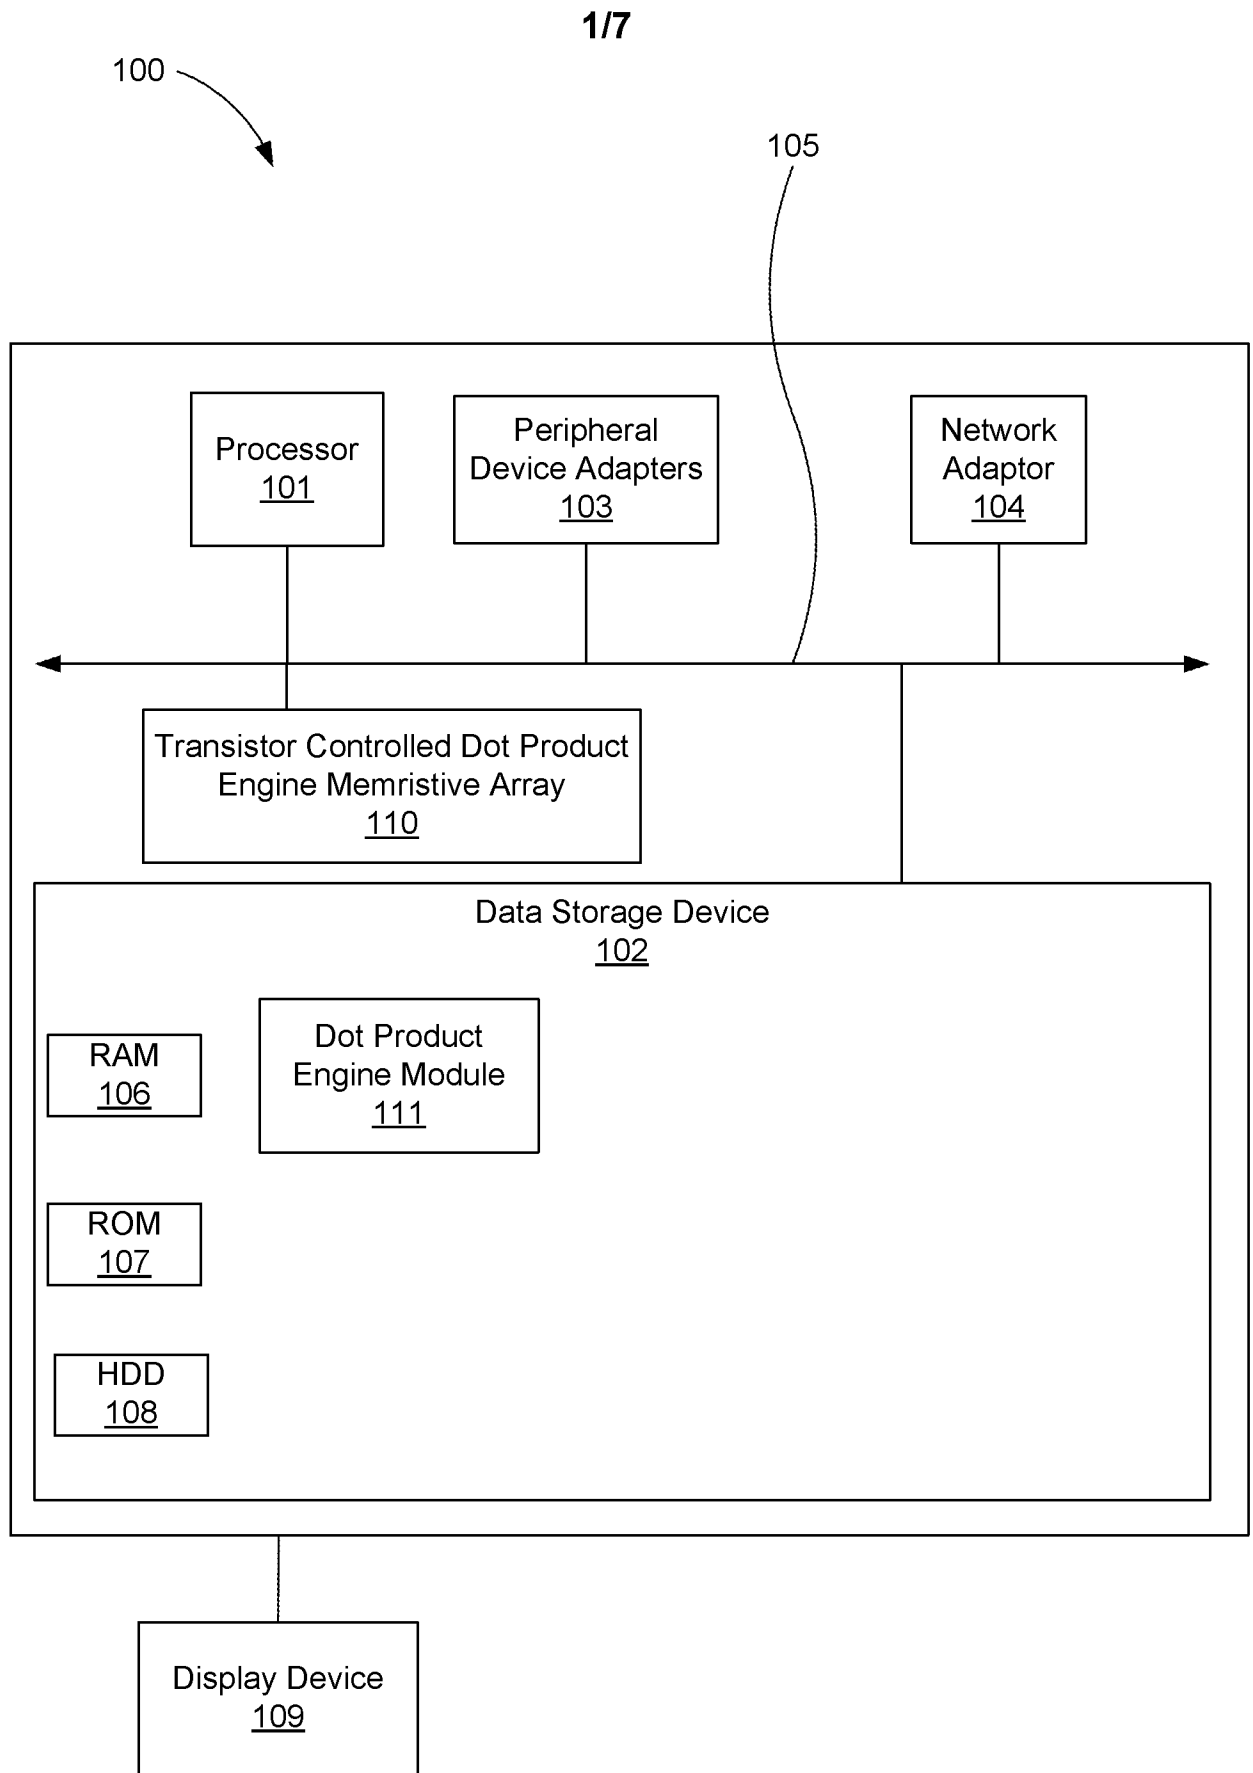 1/7
100
105
Processor
101
Peripheral
Device Adapters
103
Network
Adaptor
104
Transistor Controlled Dot Product
Engine Memristive Array
110
Data Storage Device
102
Dot Product
Engine Module
111
RAM
106
ROM
107
HDD
108
Display Device
109